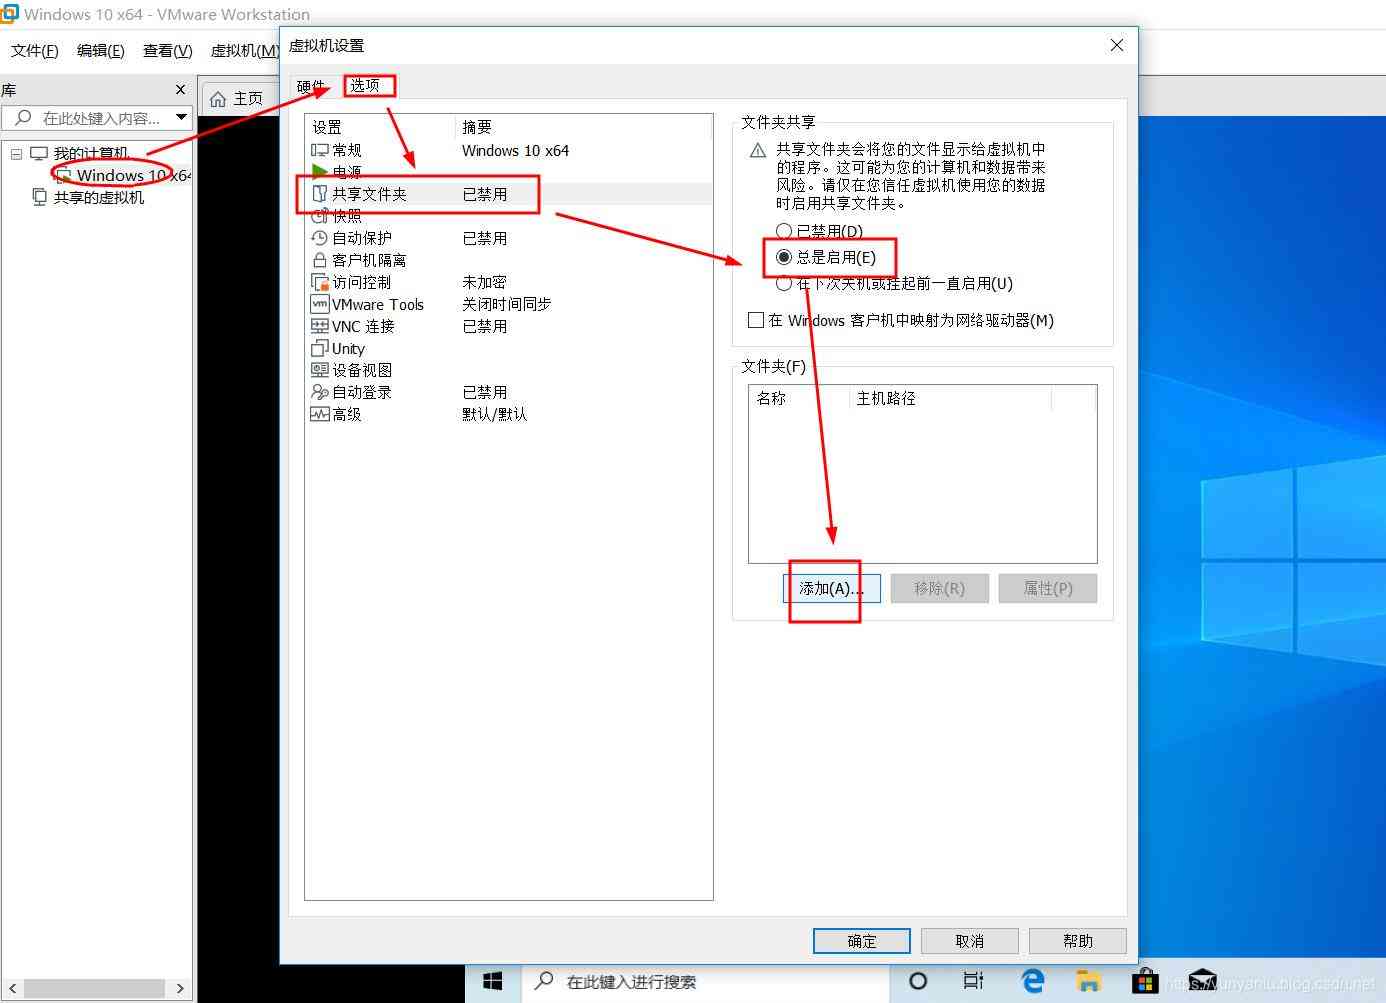 Windows 10 x64 - VMware Workstation
文件(F) 编辑(E) 查看(V) 虚拟机(M)
库
在此处键入内容...
我的计算机
Windows 10 x64
共享的虚拟机
主页
虚拟机设置
硬件 选项
设置 摘要
常规 Windows 10 x64
电源
共享文件夹 已禁用
快照
自动保护 已禁用
客户机隔离
访问控制 未加密
VMware Tools 关闭时间同步
VNC 连接 已禁用
Unity
设备视图
自动登录 已禁用
高级 默认/默认
文件夹共享
共享文件夹会将您的文件显示给虚拟机中
的程序。这可能为您的计算机和数据带来
风险。请仅在您信任虚拟机使用您的数据
时启用共享文件夹。
已禁用(D)
总是启用(E)
在下次关机或挂起前一直启用(U)
在 Windows 客户机中映射为网络驱动器(M)
文件夹(F)
名称 主机路径
添加(A)... 移除(R) 属性(P)
确定 取消 帮助
在此键入进行搜索
https://yunyaniu.blog.csdn.net